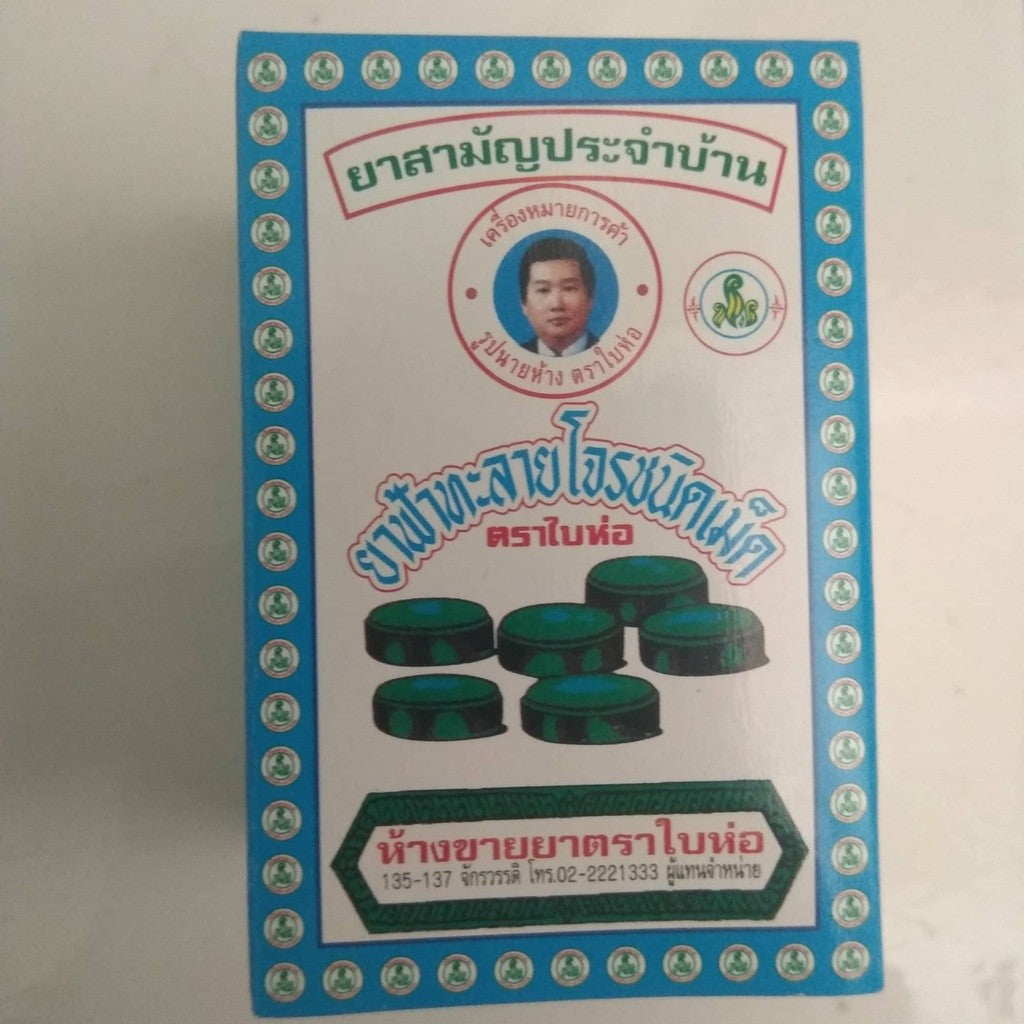 ยาสามัญประจำบ้าน
เครื่องหมายการค้า
รูปนายห้าง ตราใบห่อ
ยาฟ้าทะลายโจรชนิดเม็ด
ตราใบห่อ
ห้างขายยาตราใบห่อ
135-137 จักรวรรดิ โทร.02-2221333 ผู้แทนจำหน่าย